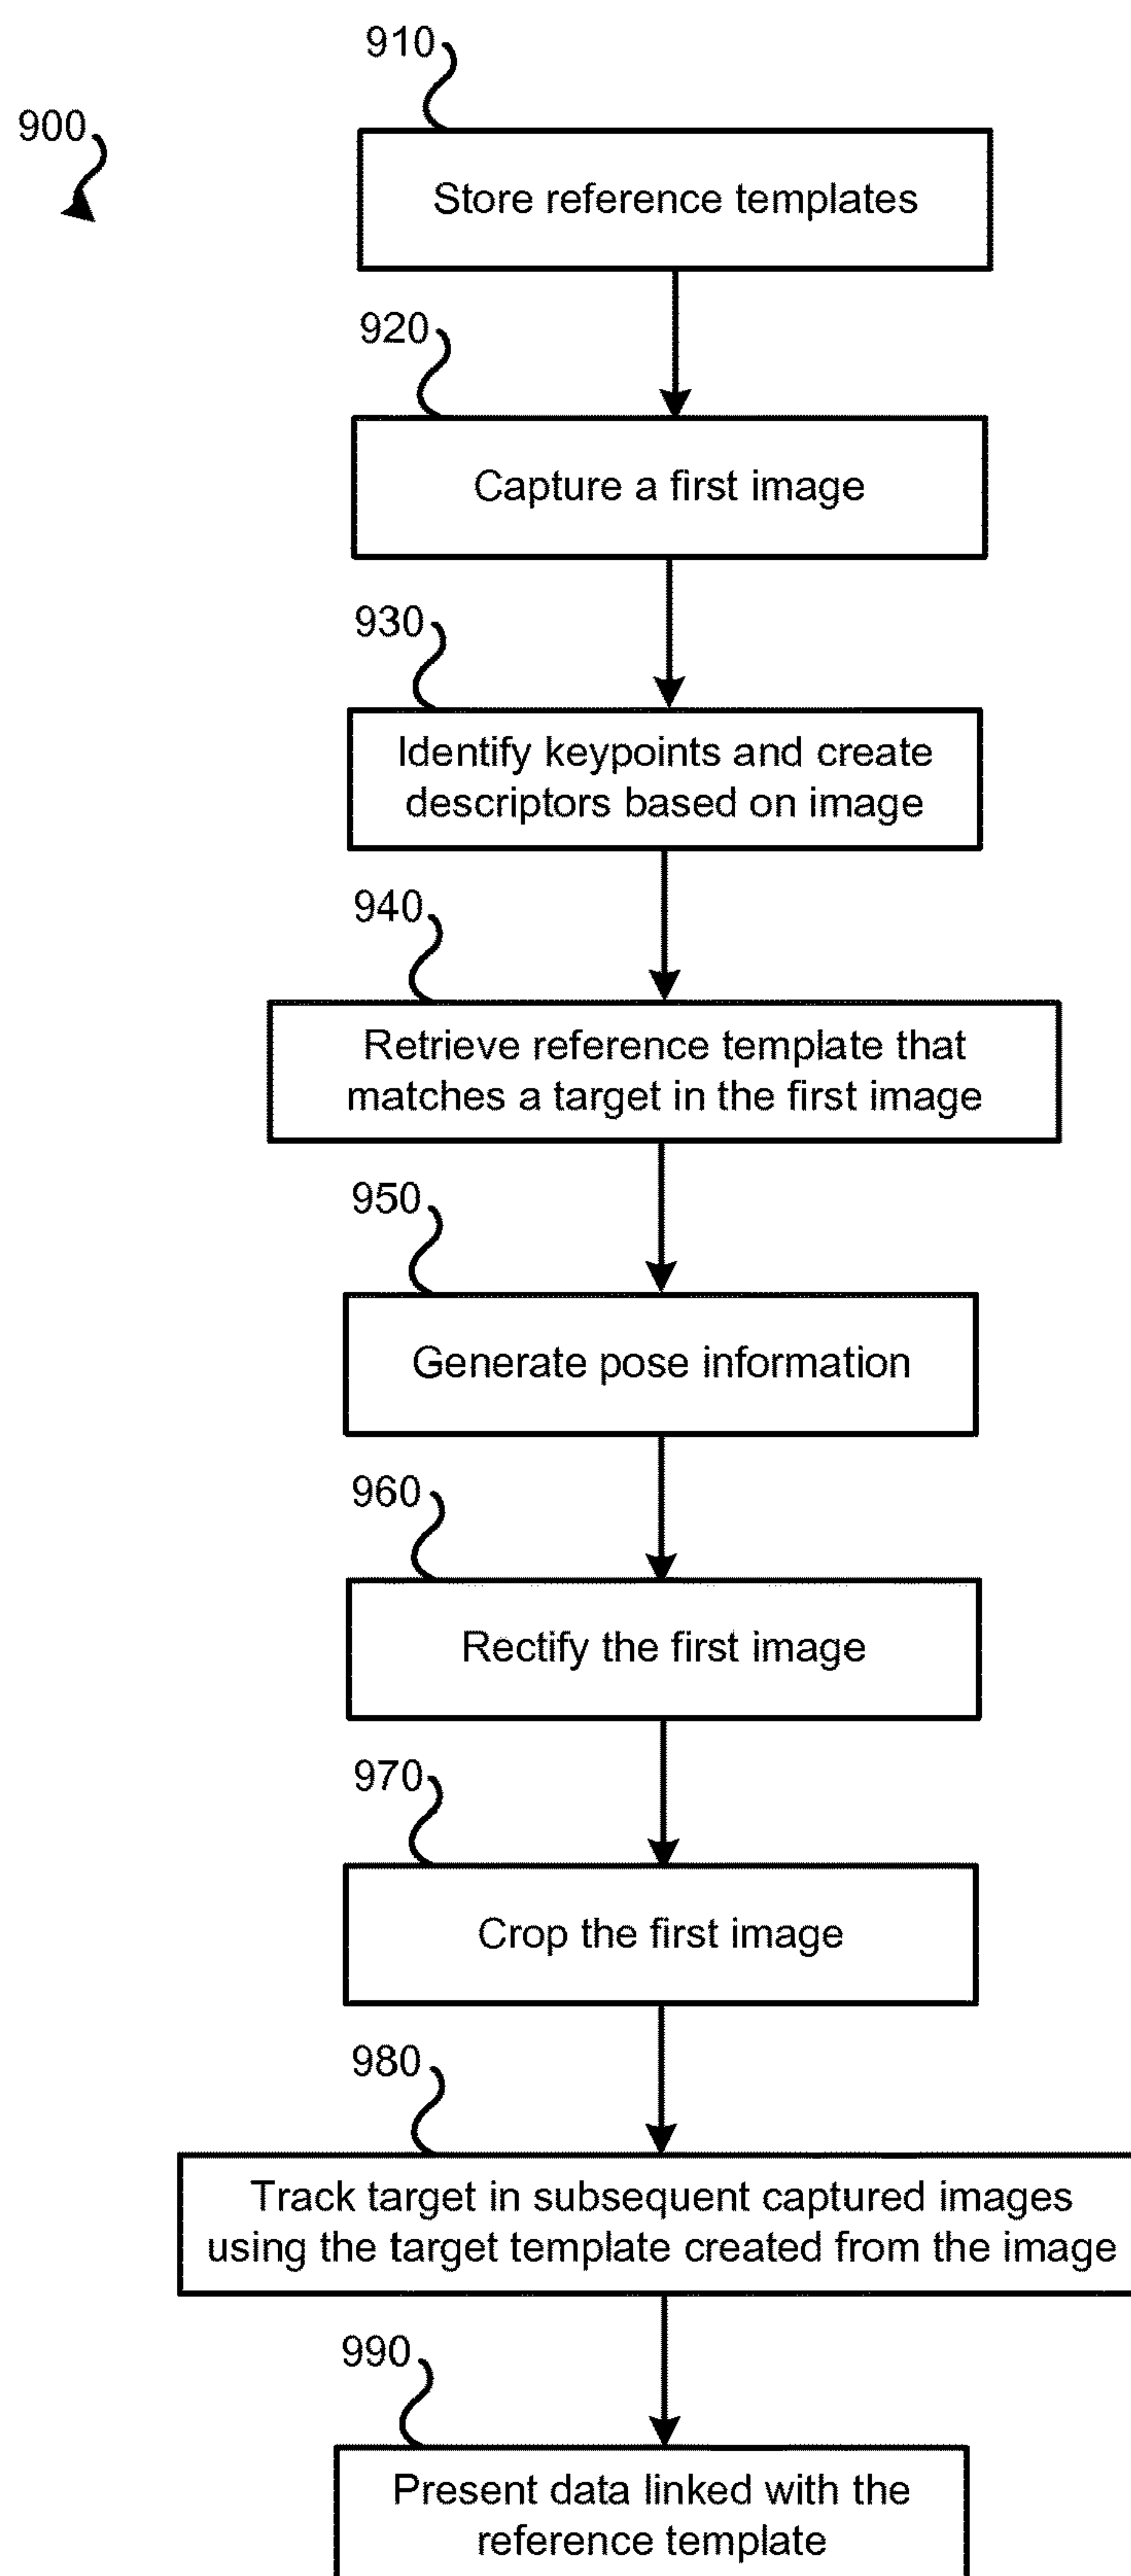 910
900
Store reference templates
920
Capture a first image
930
Identify keypoints and create
descriptors based on image
940
Retrieve reference template that
matches a target in the first image
950
Generate pose information
960
Rectify the first image
970
Crop the first image
980
Track target in subsequent captured images
using the target template created from the image
990
Present data linked with the
reference template